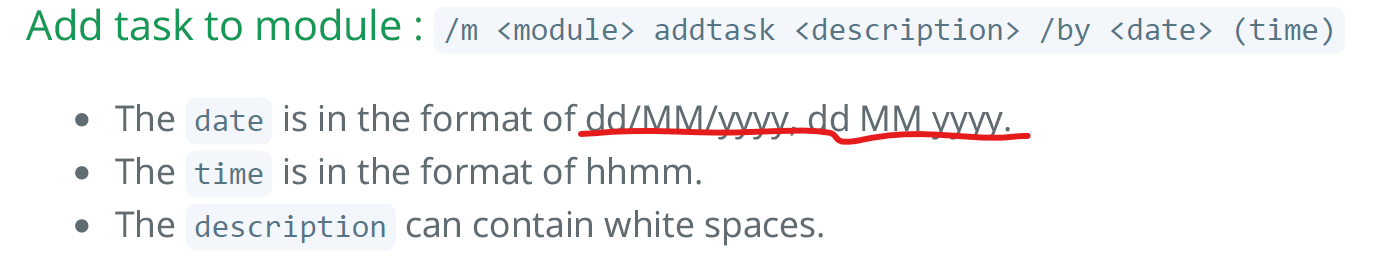 Add task to module : /m <module> addtask <description> /by <date> (time)
The date is in the format of dd/MM/yyyy, dd MM yyyy.
The time is in the format of hhmm.
The description can contain white spaces.